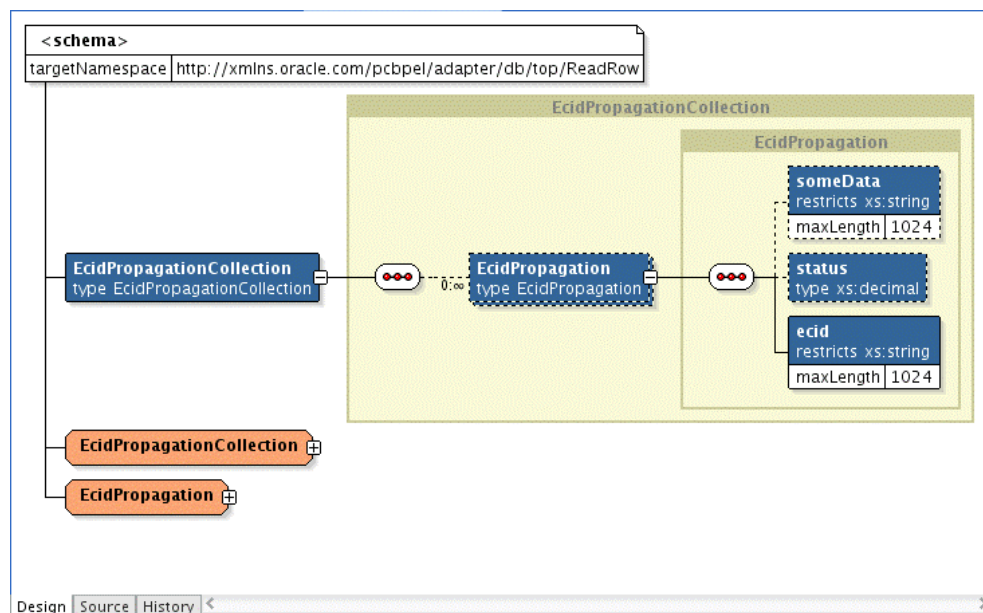 <schema>
targetNamespace http://xmlns.oracle.com/pcbpel/adapter/db/top/ReadRow
EcidPropagationCollection
EcidPropagation
someData
restricts xs:string
maxLength 1024
EcidPropagationCollection
type EcidPropagationCollection
0:∞
EcidPropagation
type EcidPropagation
status
type xs:decimal
ecid
restricts xs:string
maxLength 1024
EcidPropagationCollection
EcidPropagation
Design Source History